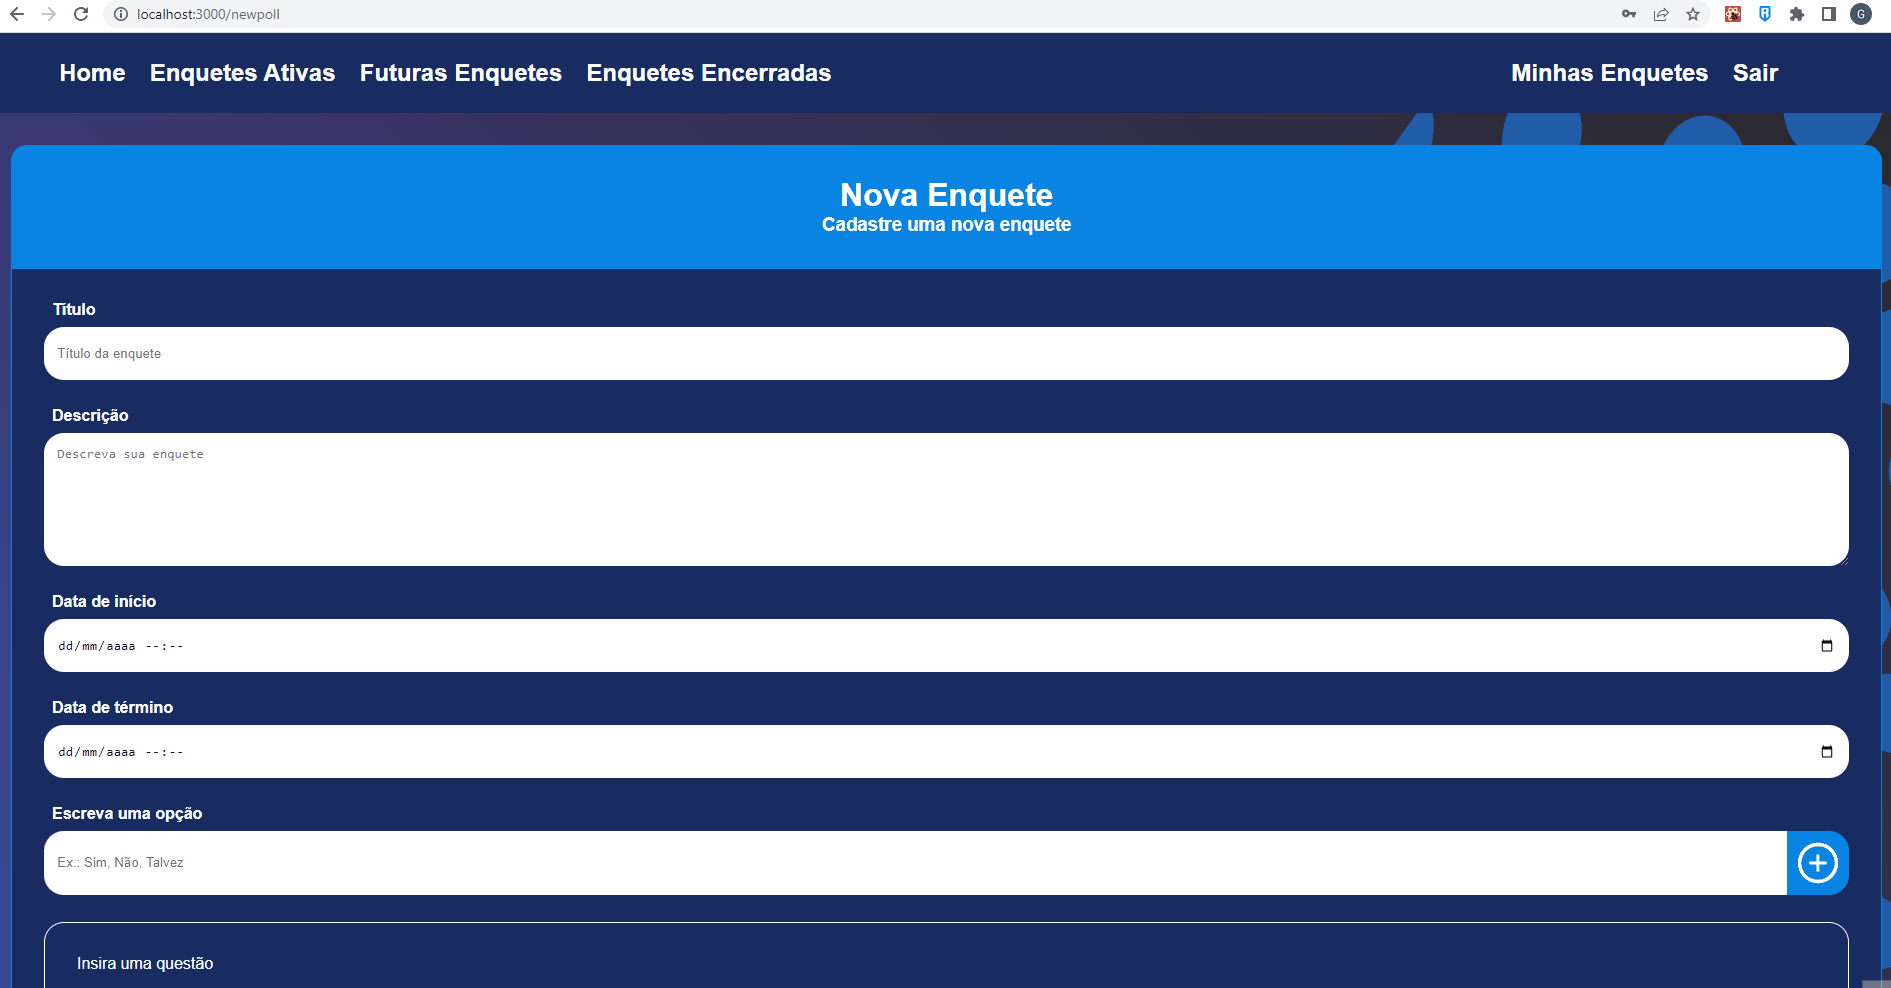 localhost:3000/newpoll
G
Home Enquetes Ativas Futuras Enquetes Enquetes Encerradas Minhas Enquetes Sair
Nova Enquete
Cadastre uma nova enquete
Título
Título da enquete
Descrição
Descreva sua enquete
Data de início
dd/mm/aaaa --:--
Data de término
dd/mm/aaaa --:--
Escreva uma opção
Ex.: Sim, Não, Talvez
Insira uma questão